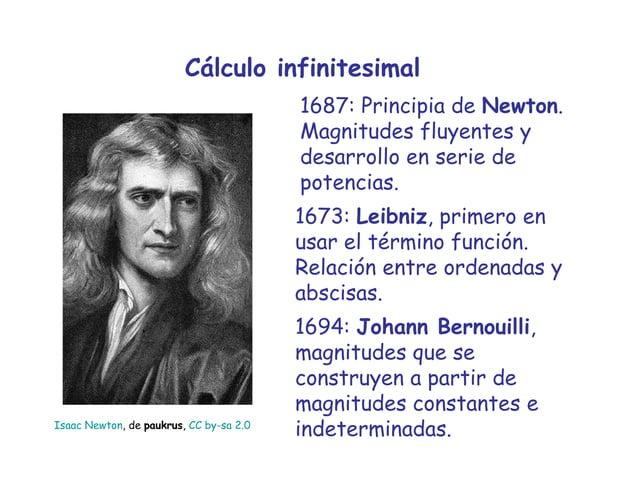 Cálculo infinitesimal
1687: Principia de Newton.
Magnitudes fluyentes y
desarrollo en serie de
potencias.
1673: Leibniz, primero en
usar el término función.
Relación entre ordenadas y
abscisas.
1694: Johann Bernouilli,
magnitudes que se
construyen a partir de
magnitudes constantes e
indeterminadas.
Isaac Newton, de paukrus, CC by-sa 2.0